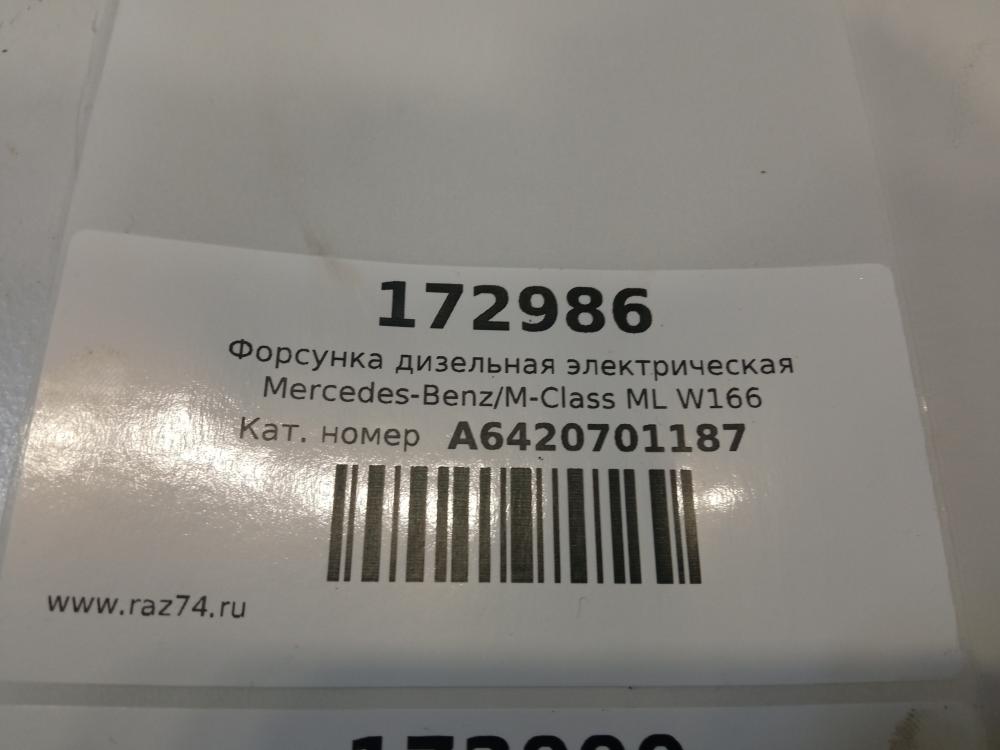 172986
Форсунка дизельная электрическая
Mercedes-Benz/M-Class ML W166
Кат. номер A6420701187
www.raz74.ru